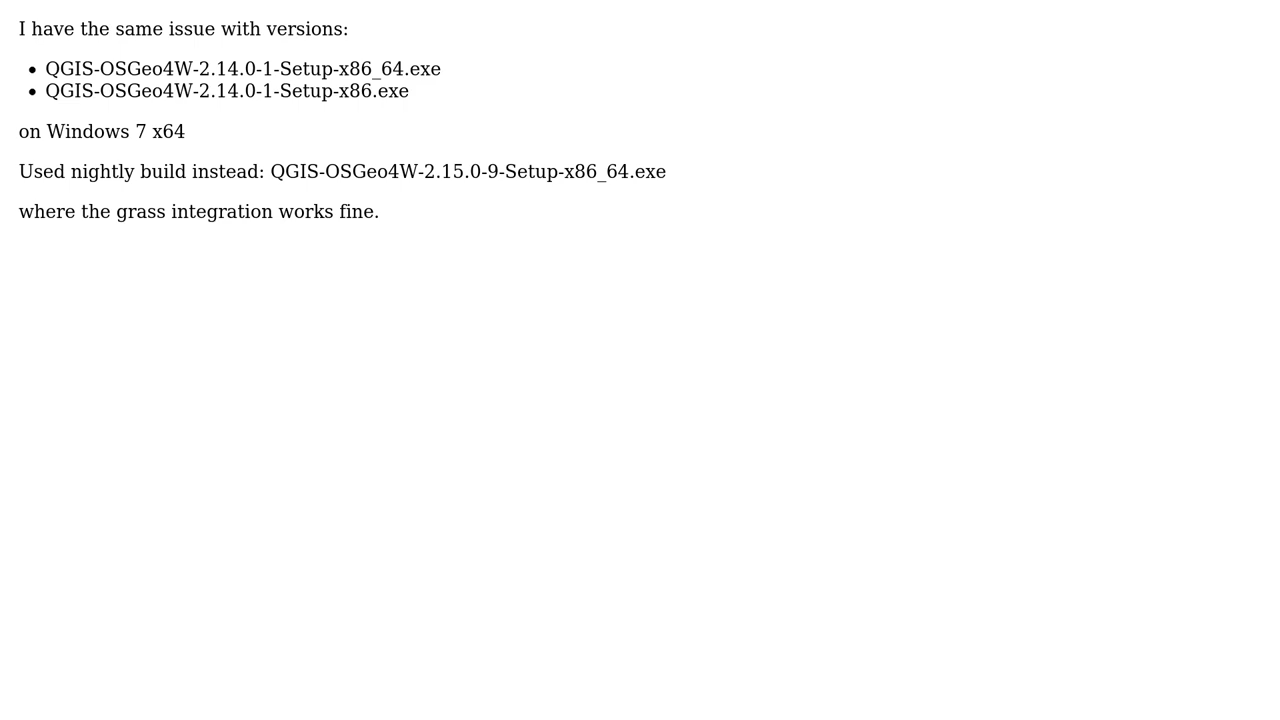 I have the same issue with versions:
• QGIS-OSGeo4W-2.14.0-1-Setup-x86_64.exe
• QGIS-OSGeo4W-2.14.0-1-Setup-x86.exe
on Windows 7 x64
Used nightly build instead: QGIS-OSGeo4W-2.15.0-9-Setup-x86_64.exe
where the grass integration works fine.